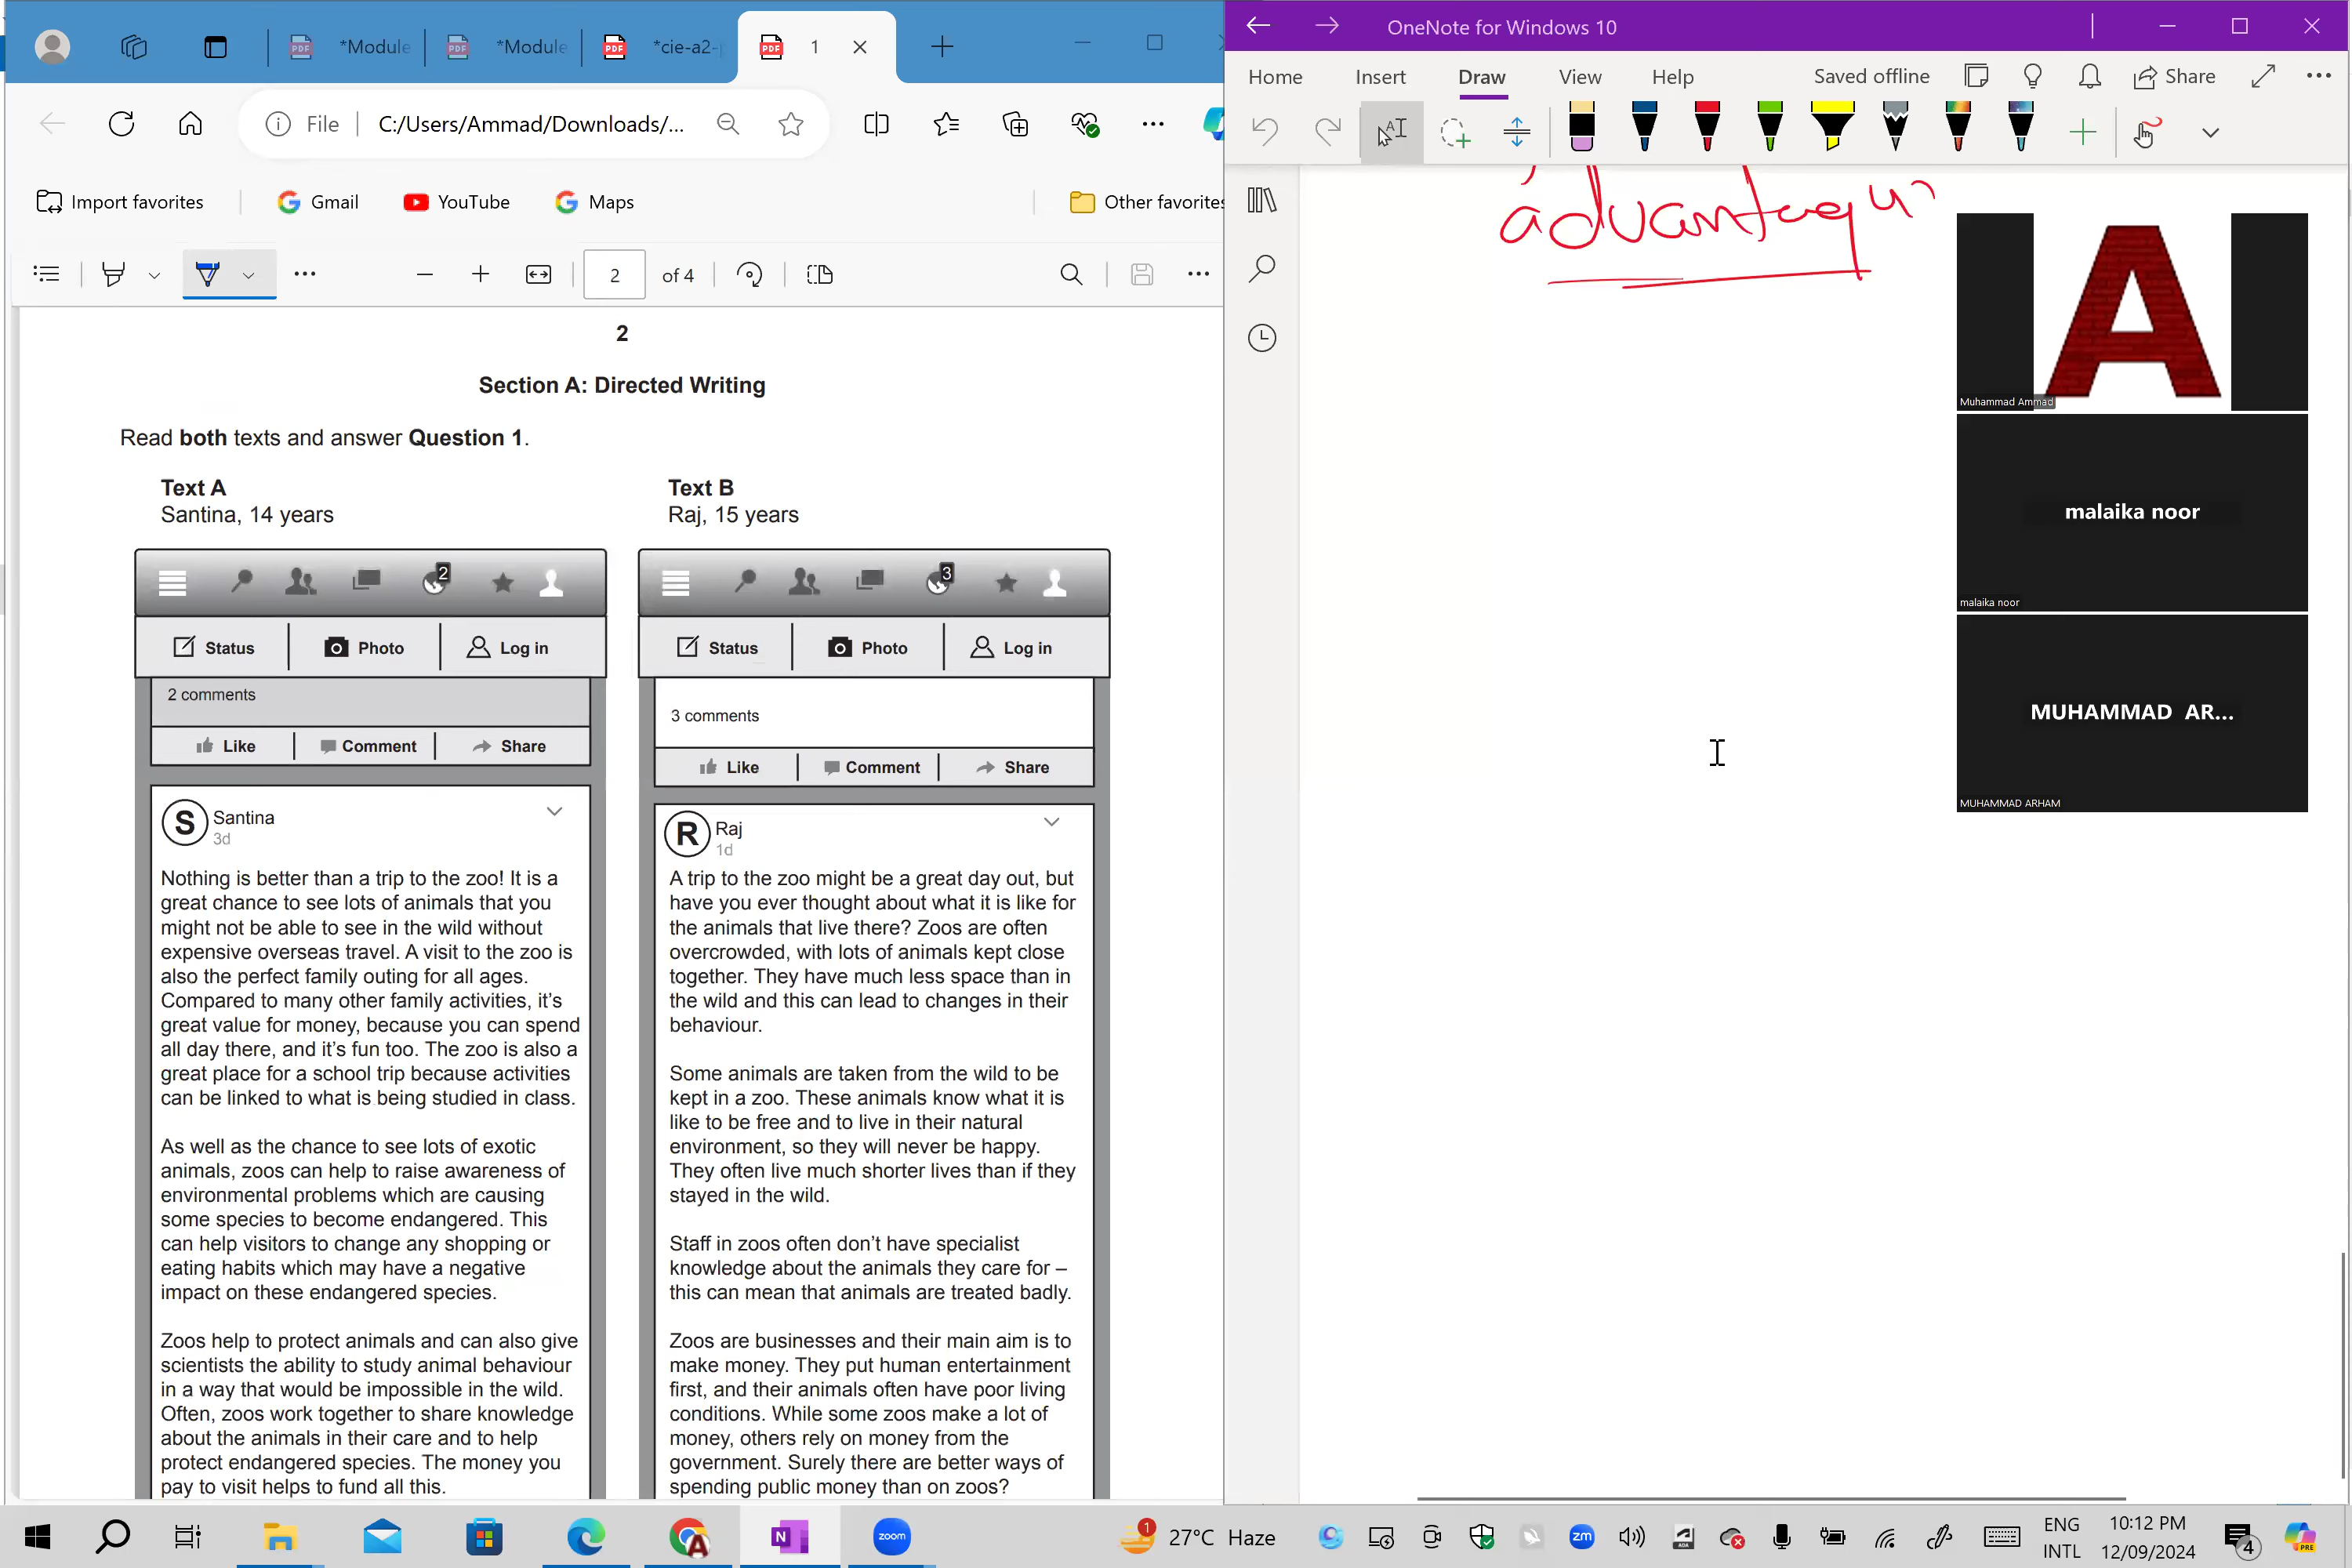 *Module
*Module
*cie-a2-
1
File
C:/Users/Ammad/Downloads/...
Import favorites
Gmail
YouTube
Maps
Other favorites
2
of 4
2
Section A: Directed Writing
Read both texts and answer Question 1.
Text A
Santina, 14 years
2
Status
Photo
Log in
2 comments
Like
Comment
Share
S
Santina
3d
Nothing is better than a trip to the zoo! It is a
great chance to see lots of animals that you
might not be able to see in the wild without
expensive overseas travel. A visit to the zoo is
also the perfect family outing for all ages.
Compared to many other family activities, it's
great value for money, because you can spend
all day there, and it's fun too. The zoo is also a
great place for a school trip because activities
can be linked to what is being studied in class.
As well as the chance to see lots of exotic
animals, zoos can help to raise awareness of
environmental problems which are causing
some species to become endangered. This
can help visitors to change any shopping or
eating habits which may have a negative
impact on these endangered species.
Zoos help to protect animals and can also give
scientists the ability to study animal behaviour
in a way that would be impossible in the wild.
Often, zoos work together to share knowledge
about the animals in their care and to help
protect endangered species. The money you
pay to visit helps to fund all this.
Text B
Raj, 15 years
3
Status
Photo
Log in
3 comments
Like
Comment
Share
R
Raj
1d
A trip to the zoo might be a great day out, but
have you ever thought about what it is like for
the animals that live there? Zoos are often
overcrowded, with lots of animals kept close
together. They have much less space than in
the wild and this can lead to changes in their
behaviour.
Some animals are taken from the wild to be
kept in a zoo. These animals know what it is
like to be free and to live in their natural
environment, so they will never be happy.
They often live much shorter lives than if they
stayed in the wild.
Staff in zoos often don't have specialist
knowledge about the animals they care for –
this can mean that animals are treated badly.
Zoos are businesses and their main aim is to
make money. They put human entertainment
first, and their animals often have poor living
conditions. While some zoos make a lot of
money, others rely on money from the
government. Surely there are better ways of
spending public money than on zoos?
OneNote for Windows 10
Home
Insert
Draw
View
Help
Saved offline
Share
A
Muhammad Ammad
malaika noor
malaika noor
MUHAMMAD AR...
MUHAMMAD ARHAM
zoom
1
27°C Haze
zm
ENG
INTL
10:12 PM
12/09/2024
4
PRE